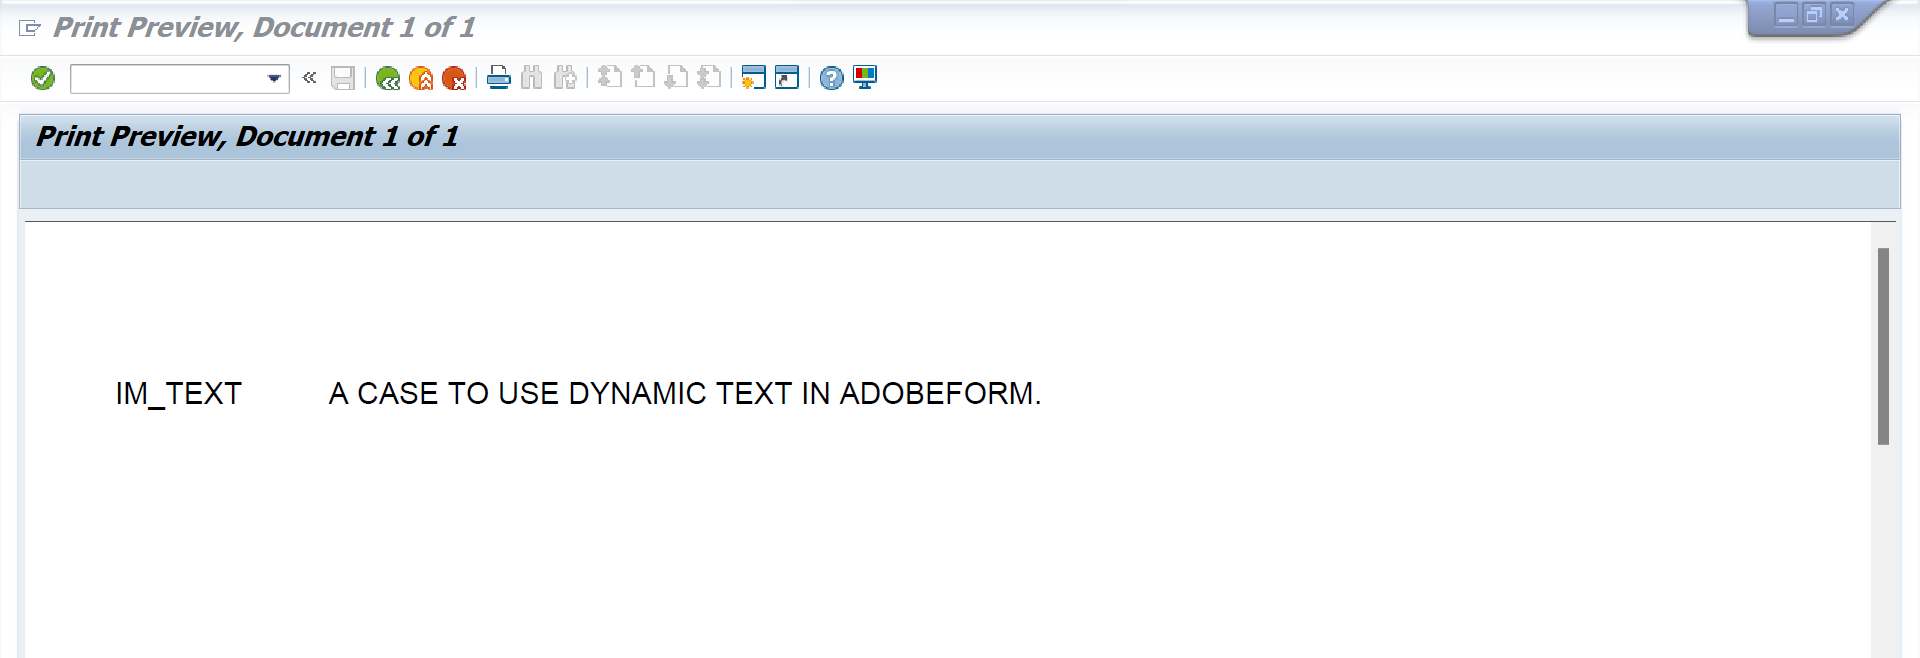 Print Preview, Document 1 of 1
Print Preview, Document 1 of 1
IM_TEXT A CASE TO USE DYNAMIC TEXT IN ADOBEFORM.